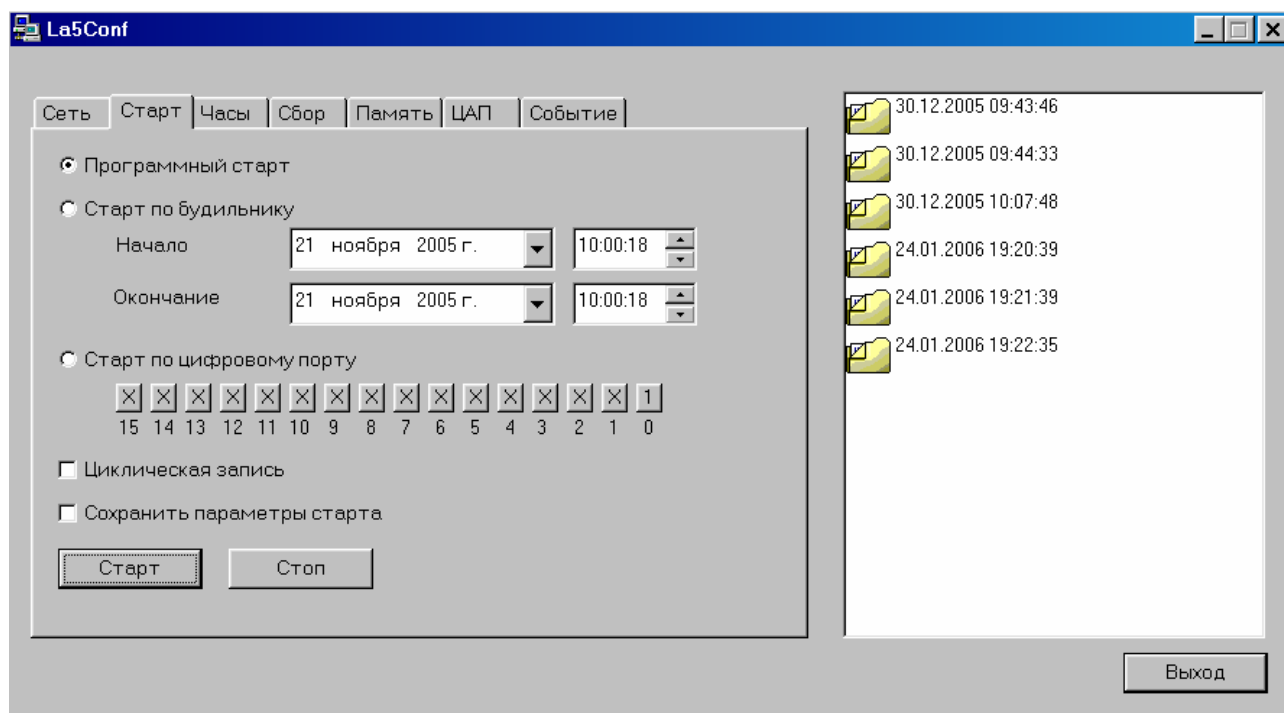 La5Conf
Сеть Старт Часы Сбор Память ЦАП Событие
Программный старт
Старт по будильнику
Начало 21 ноября 2005 г. 10:00:18
Окончание 21 ноября 2005 г. 10:00:18
Старт по цифровому порту
X X X X X X X X X X X X X X X 1
15 14 13 12 11 10 9 8 7 6 5 4 3 2 1 0
Циклическая запись
Сохранить параметры старта
Старт Стоп
30.12.2005 09:43:46
30.12.2005 09:44:33
30.12.2005 10:07:48
24.01.2006 19:20:39
24.01.2006 19:21:39
24.01.2006 19:22:35
Выход